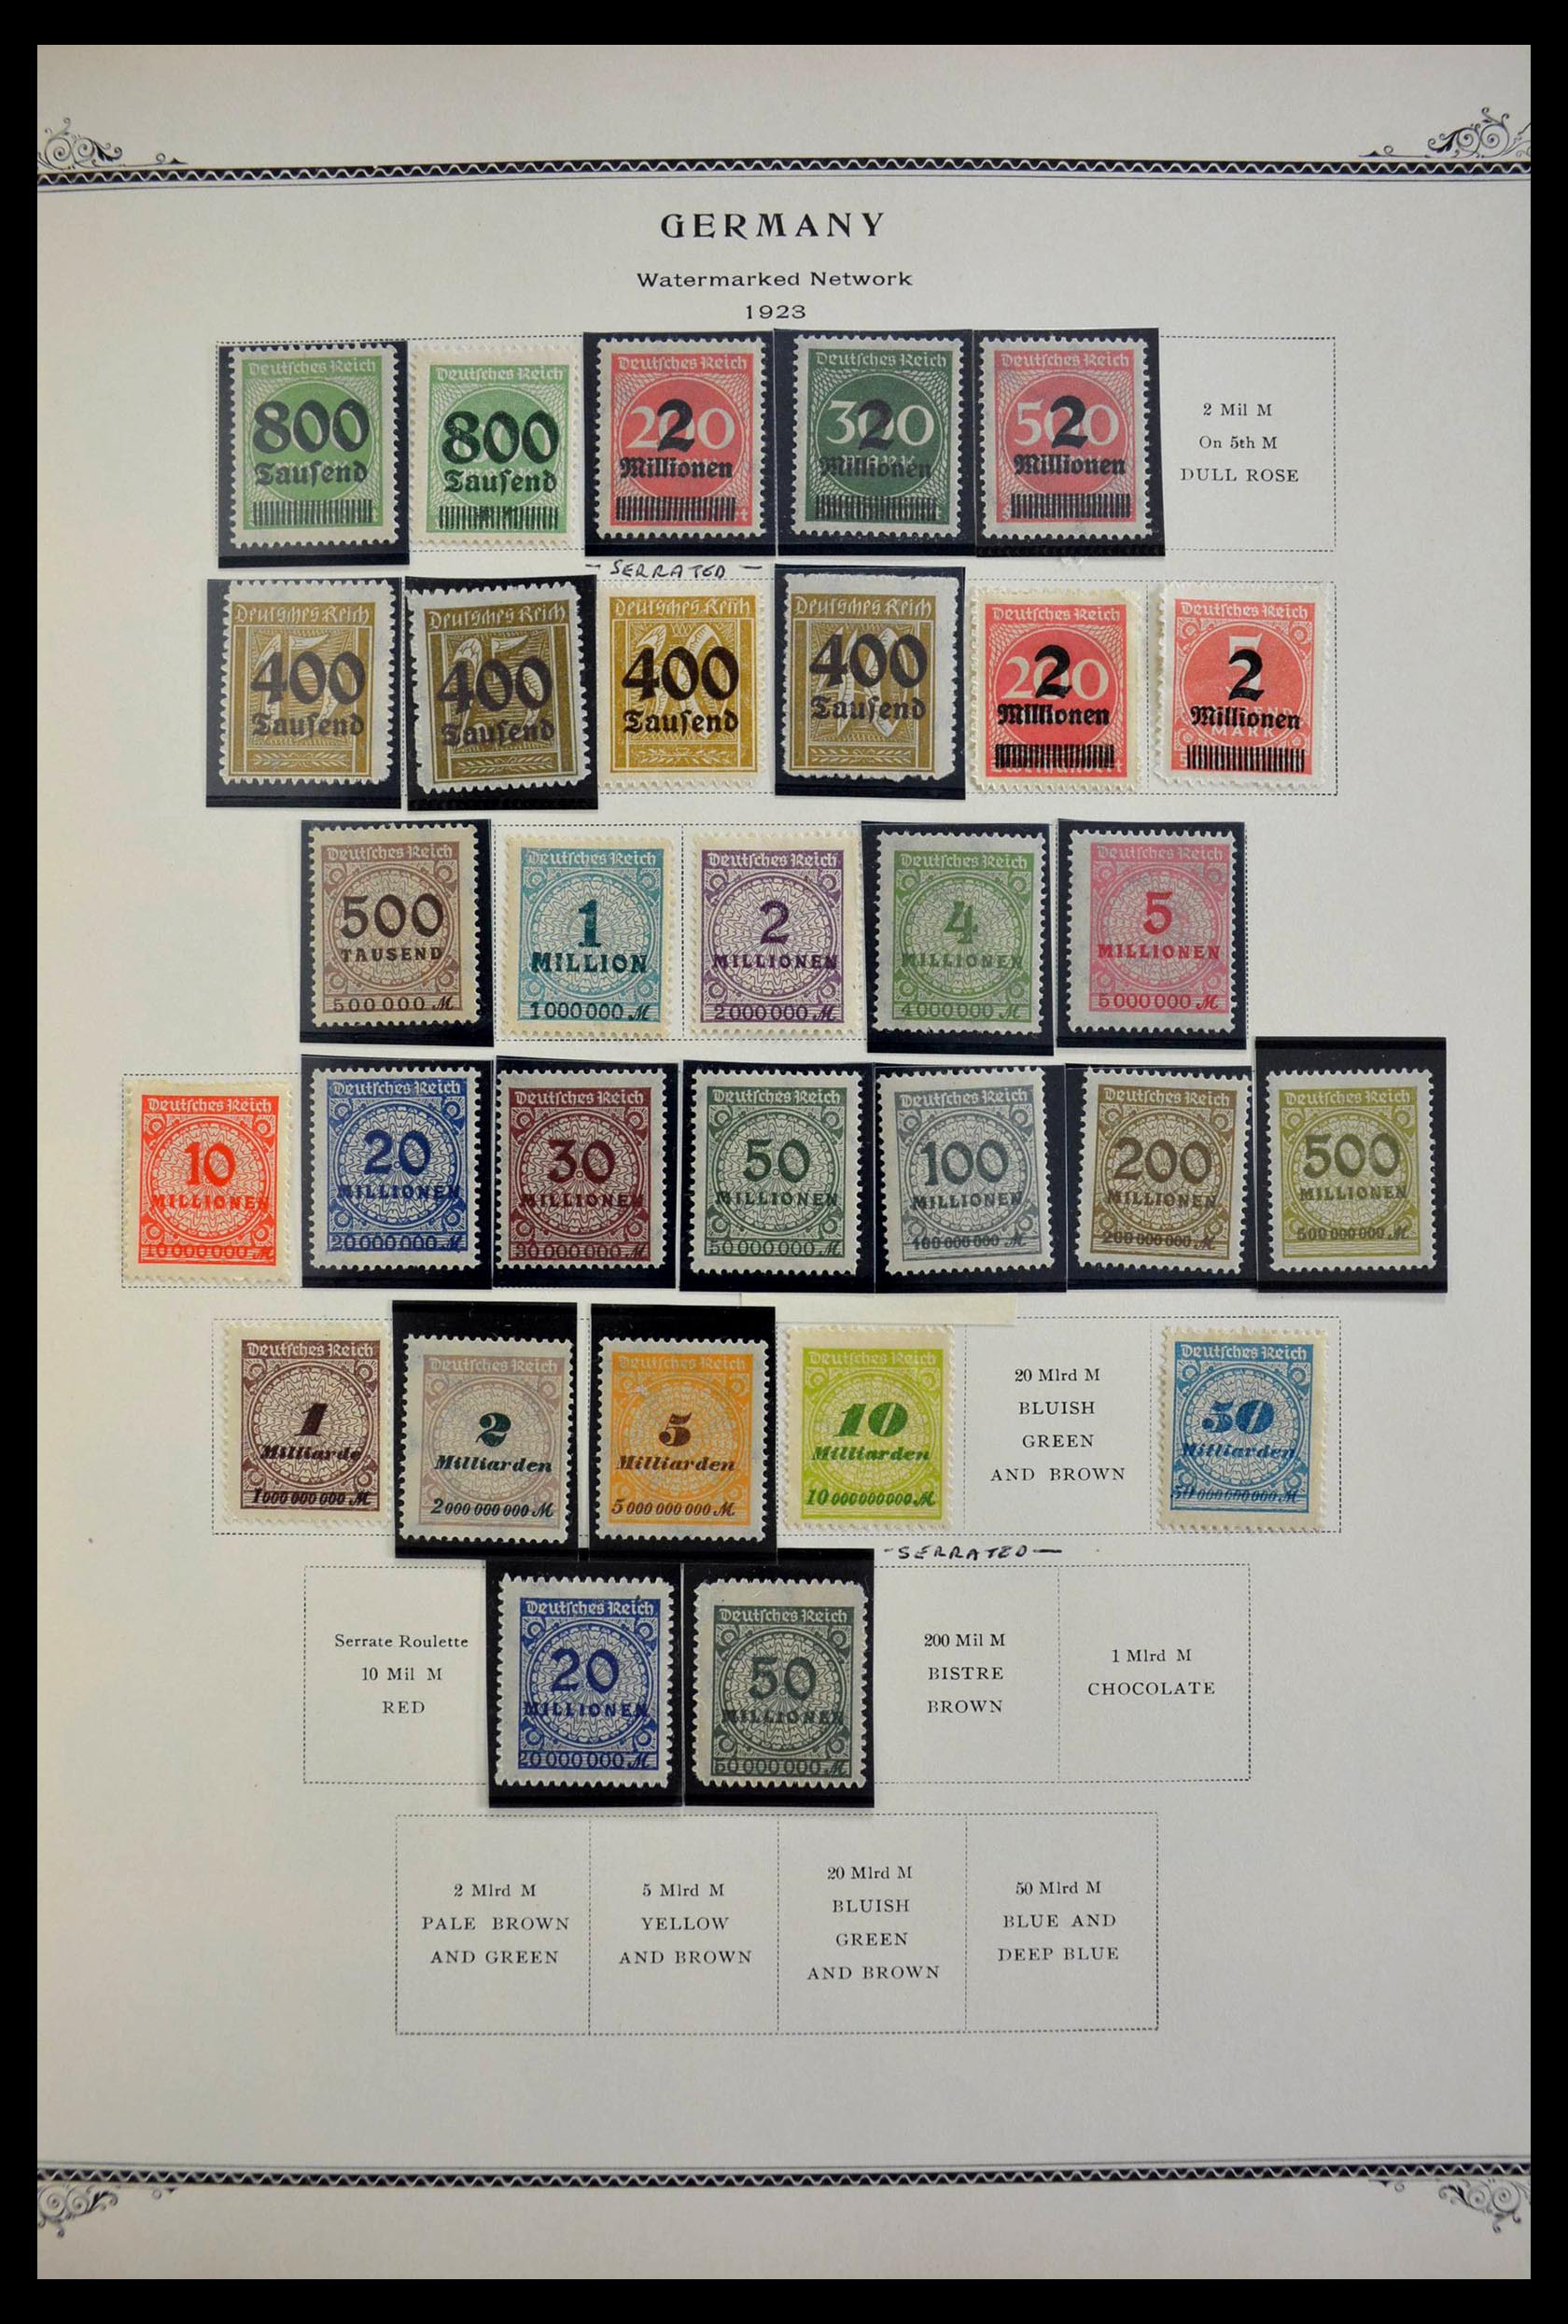 GERMANY
Watermarked Network
1923
Deutsches Reich
800
Tausend
Deutsches Reich
800
Tausend
Deutsches Reich
200
2
Millionen
Deutsches Reich
300
2
Millionen
Deutsches Reich
500
2
Millionen
2 Mil M
On 5th M
DULL ROSE
— SERRATED —
Deutsches Reich
400
Tausend
Deutsches Reich
25
400
Tausend
Deutsches Reich
400
Tausend
Deutsches Reich
400
Tausend
Deutsches Reich
200
2
Millionen
Zweihundert
Deutsches Reich
5
2
Millionen
MARK
Deutsches Reich
500
TAUSEND
500 000 M
Deutsches Reich
1
MILLION
1 000 000 M
Deutsches Reich
2
MILLIONEN
2 000 000 M
Deutsches Reich
4
MILLIONEN
4 000 000 M
Deutsches Reich
5
MILLIONEN
5 000 000 M
Deutsches Reich
10
MILLIONEN
10 000 000 M
Deutsches Reich
20
MILLIONEN
20 000 000 M
Deutsches Reich
30
MILLIONEN
30 000 000 M
Deutsches Reich
50
MILLIONEN
50 000 000 M
Deutsches Reich
100
MILLIONEN
100 000 000 M
Deutsches Reich
200
MILLIONEN
200 000 000 M
Deutsches Reich
500
MILLIONEN
500 000 000 M
Deutsches Reich
1
Milliarde
1 000 000 000 M
Deutsches Reich
2
Milliarden
2 000 000 000 M
Deutsches Reich
5
Milliarden
5 000 000 000 M
Deutsches Reich
10
Milliarden
10 000 000 000 M
20 Mlrd M
BLUISH
GREEN
AND BROWN
Deutsches Reich
50
Milliarden
50 000 000 000 M
- SERRATED —
Serrate Roulette
10 Mil M
RED
Deutsches Reich
20
MILLIONEN
20 000 000 M
Deutsches Reich
50
MILLIONEN
50 000 000 M
200 Mil M
BISTRE
BROWN
1 Mlrd M
CHOCOLATE
2 Mlrd M
PALE BROWN
AND GREEN
5 Mlrd M
YELLOW
AND BROWN
20 Mlrd M
BLUISH
GREEN
AND BROWN
50 Mlrd M
BLUE AND
DEEP BLUE